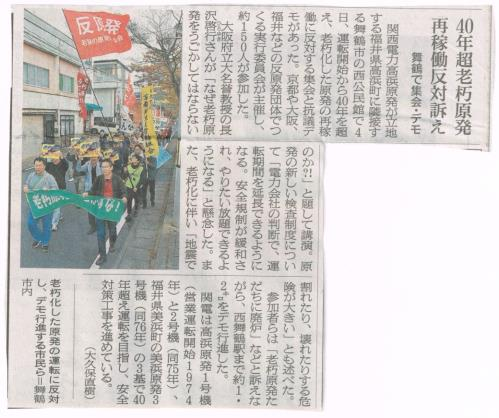 40年超老朽原発
再稼働反対訴え
舞鶴で集会・デモ
関西電力高浜原発が立地
する福井県高浜町に隣接す
る舞鶴市の西公民館で4
日、運転開始から40年を超
え、老朽化した原発の再稼
働に反対する集会と抗議デ
モがあった。京都や大阪、
福井などの反原発団体でつ
くる実行委員会が主催し、
約150人が参加した。
大阪府立大名誉教授の長
沢啓行さんが「なぜ老朽原
発をうごかしてはならない
のか?!」と題して講演。原
発の新しい検査制度につい
て「電力会社の判断で、運
転期間を延長できるように
なる。安全規制が緩和さ
れ、やりたい放題できるよ
うになる」と懸念した。ま
た、老朽化に伴い「地震で
割れたり、壊れたりする危
険が大きい」とも述べた。
参加者らは「老朽原発た
だちに廃炉」などと訴えな
がら、西舞鶴駅まで約1・
2㌔をデモ行進した。
関電は高浜原発1号機
(営業運転開始1974
年)と2号機(同75年)、
福井県美浜町の美浜原発3
号機(同76年)の3基で40
年超え運転を目指し、安全
対策工事を進めている。
(大久保直樹)
反原発
老朽化した原発の運転に反対
し、デモ行進する市民ら=舞鶴
市内